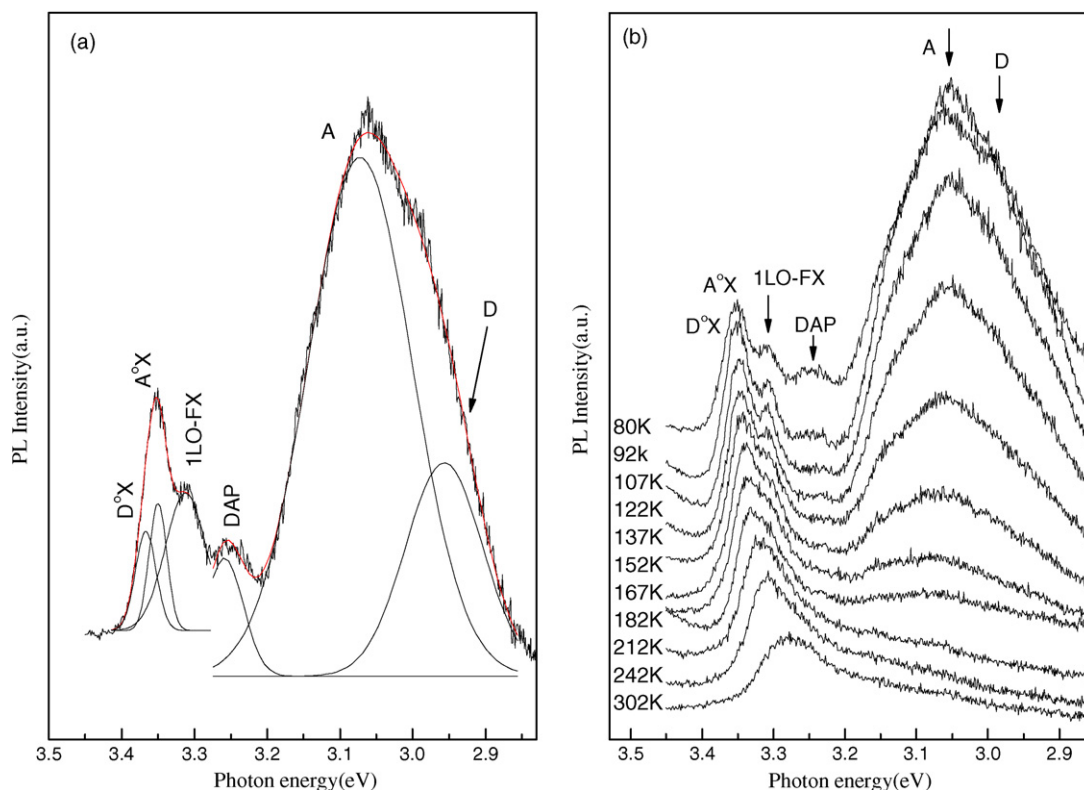 (a)
A
D
A°X
1LO-FX
D°X
DAP
PL Intensity(a.u.)
3.5 3.4 3.3 3.2 3.1 3.0 2.9
Photon energy(eV)
(b)
A
D
A°X
1LO-FX
D°X
DAP
80K
92k
107K
122K
137K
152K
167K
182K
212K
242K
302K
PL Intensity(a.u.)
3.5 3.4 3.3 3.2 3.1 3.0 2.9
Photon energy(eV)